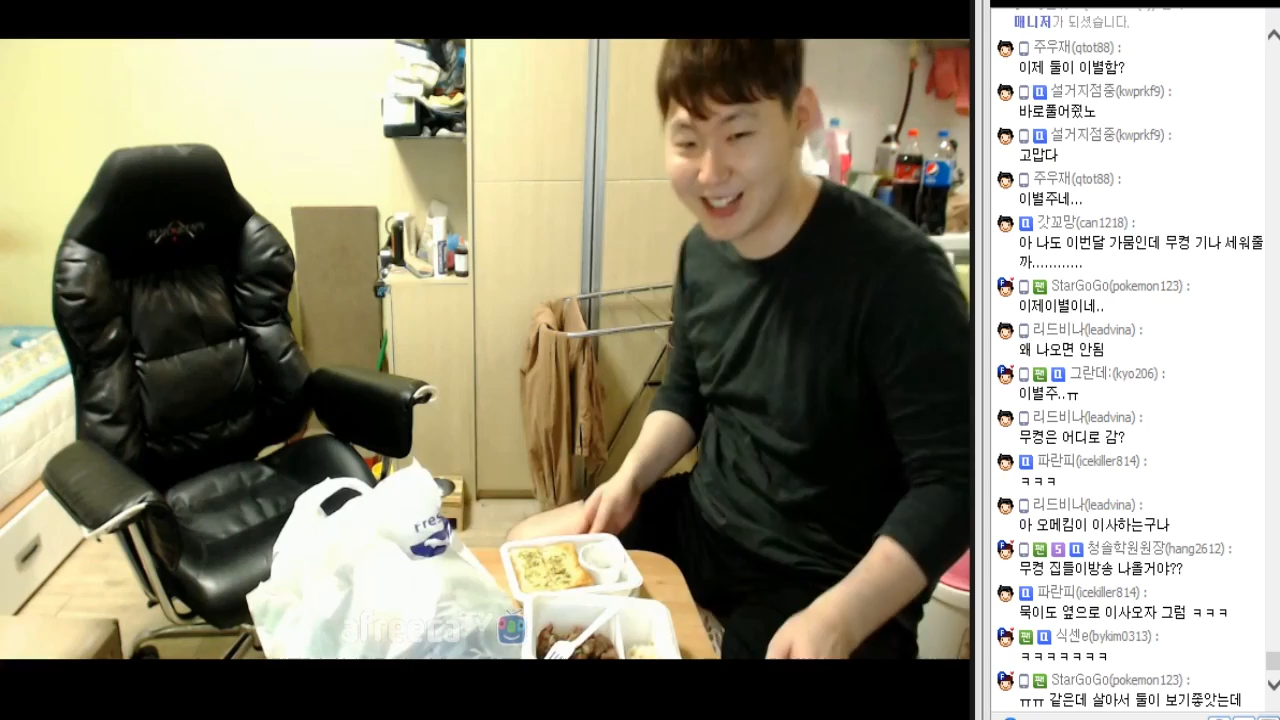 매니저가 되셨습니다.
주우재(qtot88) :
이제 둘이 이별함?
설거지점중(kwprkf9) :
바로풀어줬노
설거지점중(kwprkf9) :
고맙다
주우재(qtot88) :
이별주네...
갓꼬망(can1218) :
아 나도 이번달 가뭄인데 무켱 기나 세워줄
까............
StarGoGo(pokemon123) :
이제이별이네..
리드비나(leadvina) :
왜 나오면 안됨
그란데:(kyo206) :
이별주..ㅠ
리드비나(leadvina) :
무켱은 어디로 감?
파란피(icekiller814) :
ㅋㅋㅋ
리드비나(leadvina) :
아 오메킴이 이사하는구나
청솔학원원장(hang2612) :
무켱 집들이방송 나올거야??
파란피(icekiller814) :
묵이도 옆으로 이사오자 그럼 ㅋㅋㅋ
식센e(bykim0313) :
ㅋㅋㅋㅋㅋㅋㅋ
StarGoGo(pokemon123) :
ㅠㅠ 같은데 살아서 둘이 보기좋앗는데